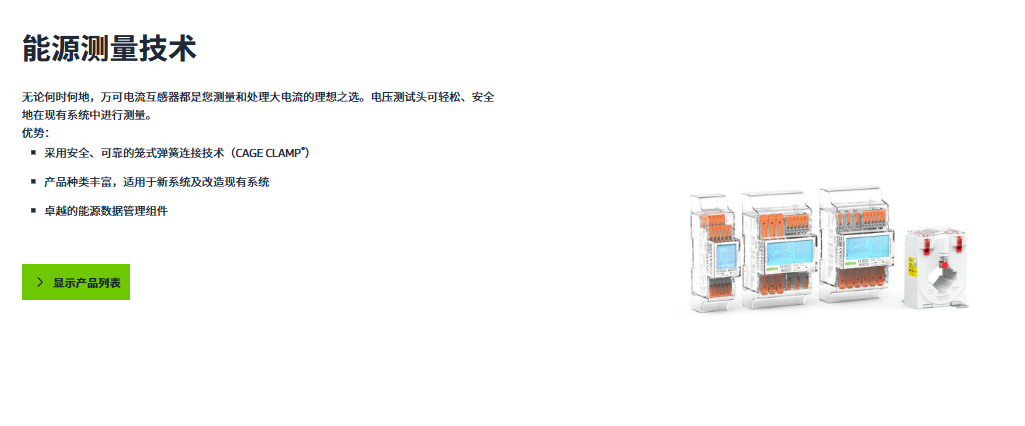 能源测量技术
无论何时何地，万可电流互感器都是您测量和处理大电流的理想之选。电压测试头可轻松、安全
地在现有系统中进行测量。
优势：
采用安全、可靠的笼式弹簧连接技术（CAGE CLAMP®）
产品种类丰富，适用于新系统及改造现有系统
卓越的能源数据管理组件
显示产品列表